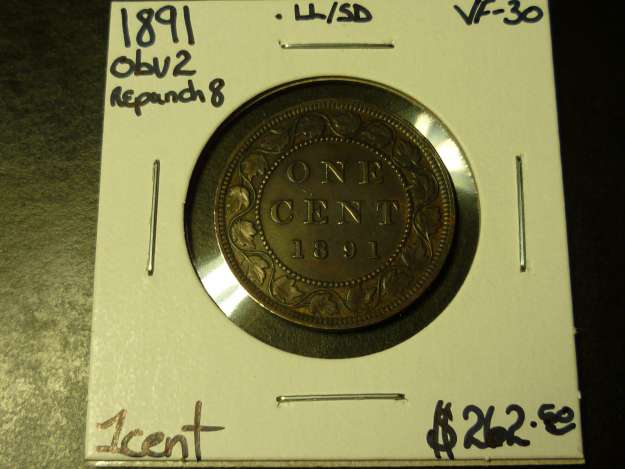 1891 . LL/SD VF-30
Obv2
Repunch 8
ONE
CENT
1891
1cent $262.50